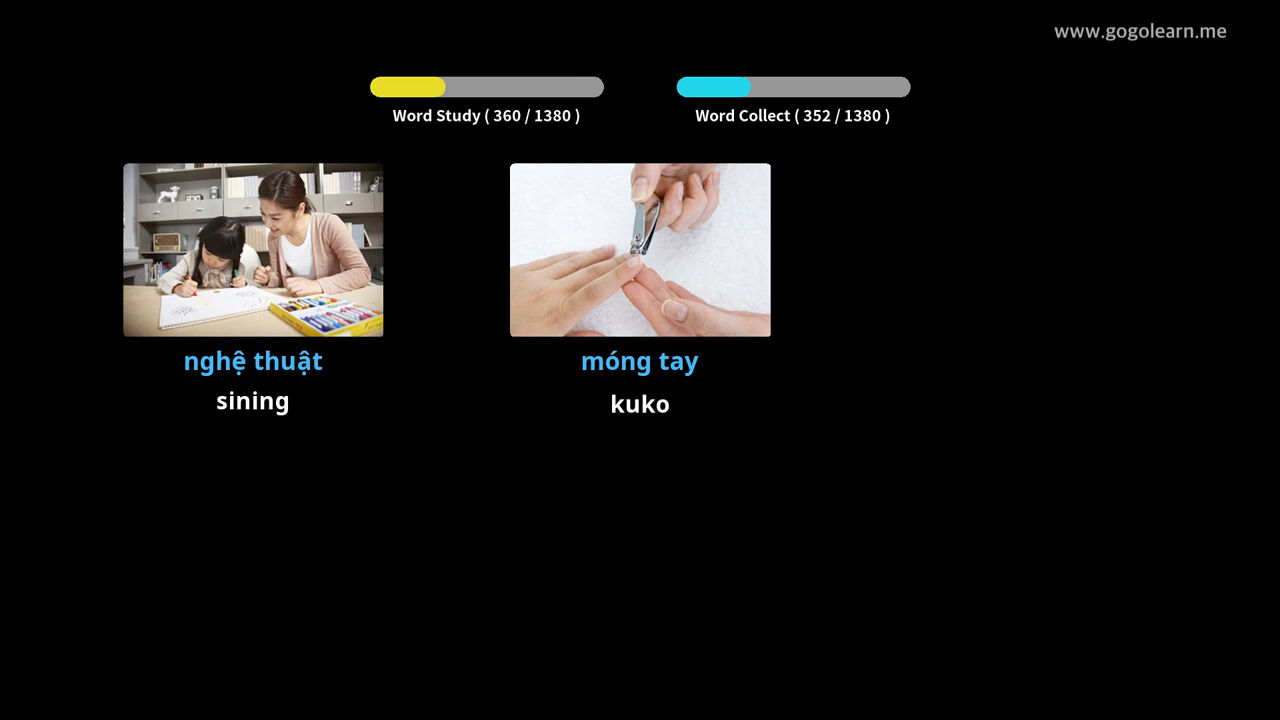 www.gogolearn.me
Word Study ( 360 / 1380 )
Word Collect ( 352 / 1380 )
nghệ thuật
móng tay
sining
kuko